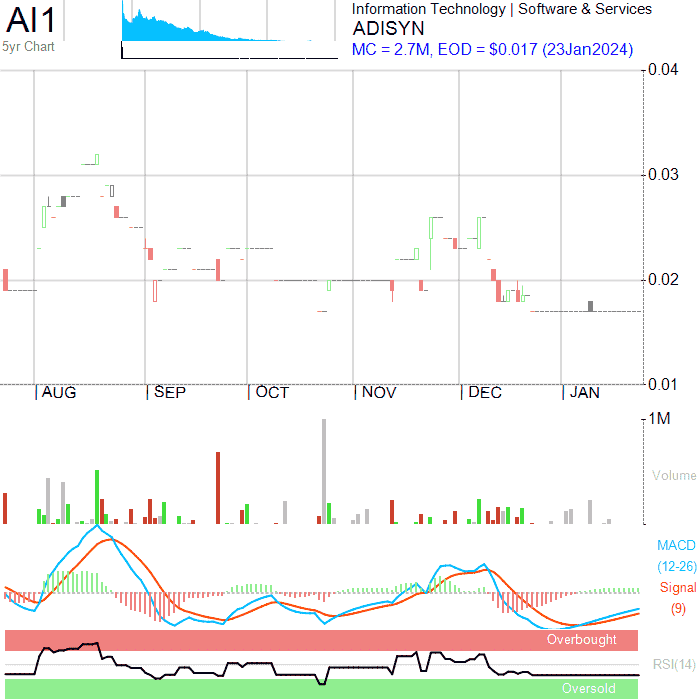 AI1
5yr Chart
Information Technology | Software & Services
ADISYN
MC = 2.7M, EOD = $0.017 (23Jan2024)
0.04
0.03
0.02
0.01
AUG SEP OCT NOV DEC JAN
1M
Volume
MACD
(12-26)
Signal
(9)
Overbought
RSI(14)
Oversold